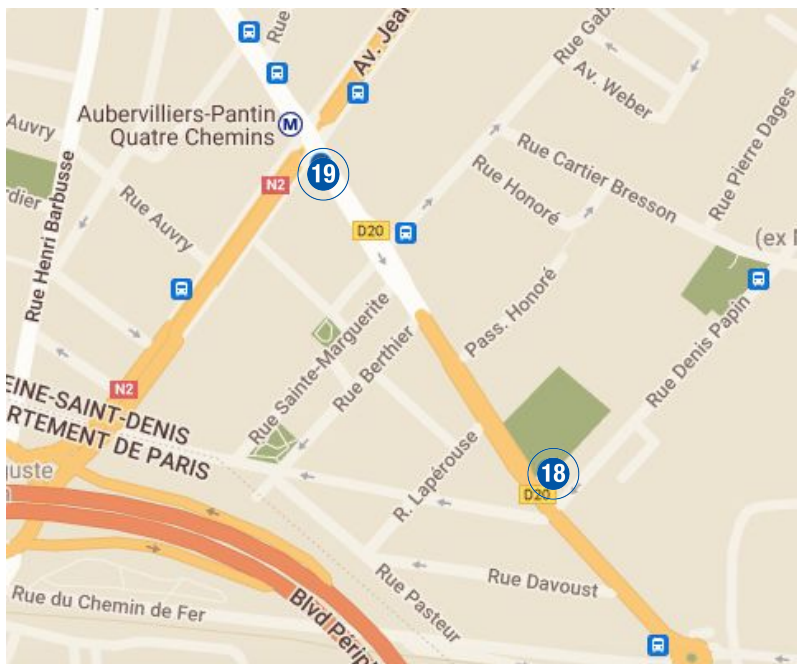 Rue
Av. Jean
Rue Gab
Av. Weber
Aubervilliers-Pantin
Quatre Chemins
M
Auvry
19
N2
Rue Cartier Bresson
Rue Pierre Dages
Rue Honoré
Rue Henri Barbusse
dier
Rue Auvry
D20
(ex
Pass. Honoré
Rue Sainte-Marguerite
Rue Berthier
Rue Denis Papin
N2
EINE-SAINT-DENIS
RTEMENT DE PARIS
guste
R. Lapérouse
18
D20
Rue Davoust
Rue Pasteur
Rue du Chemin de Fer
Blvd Périph